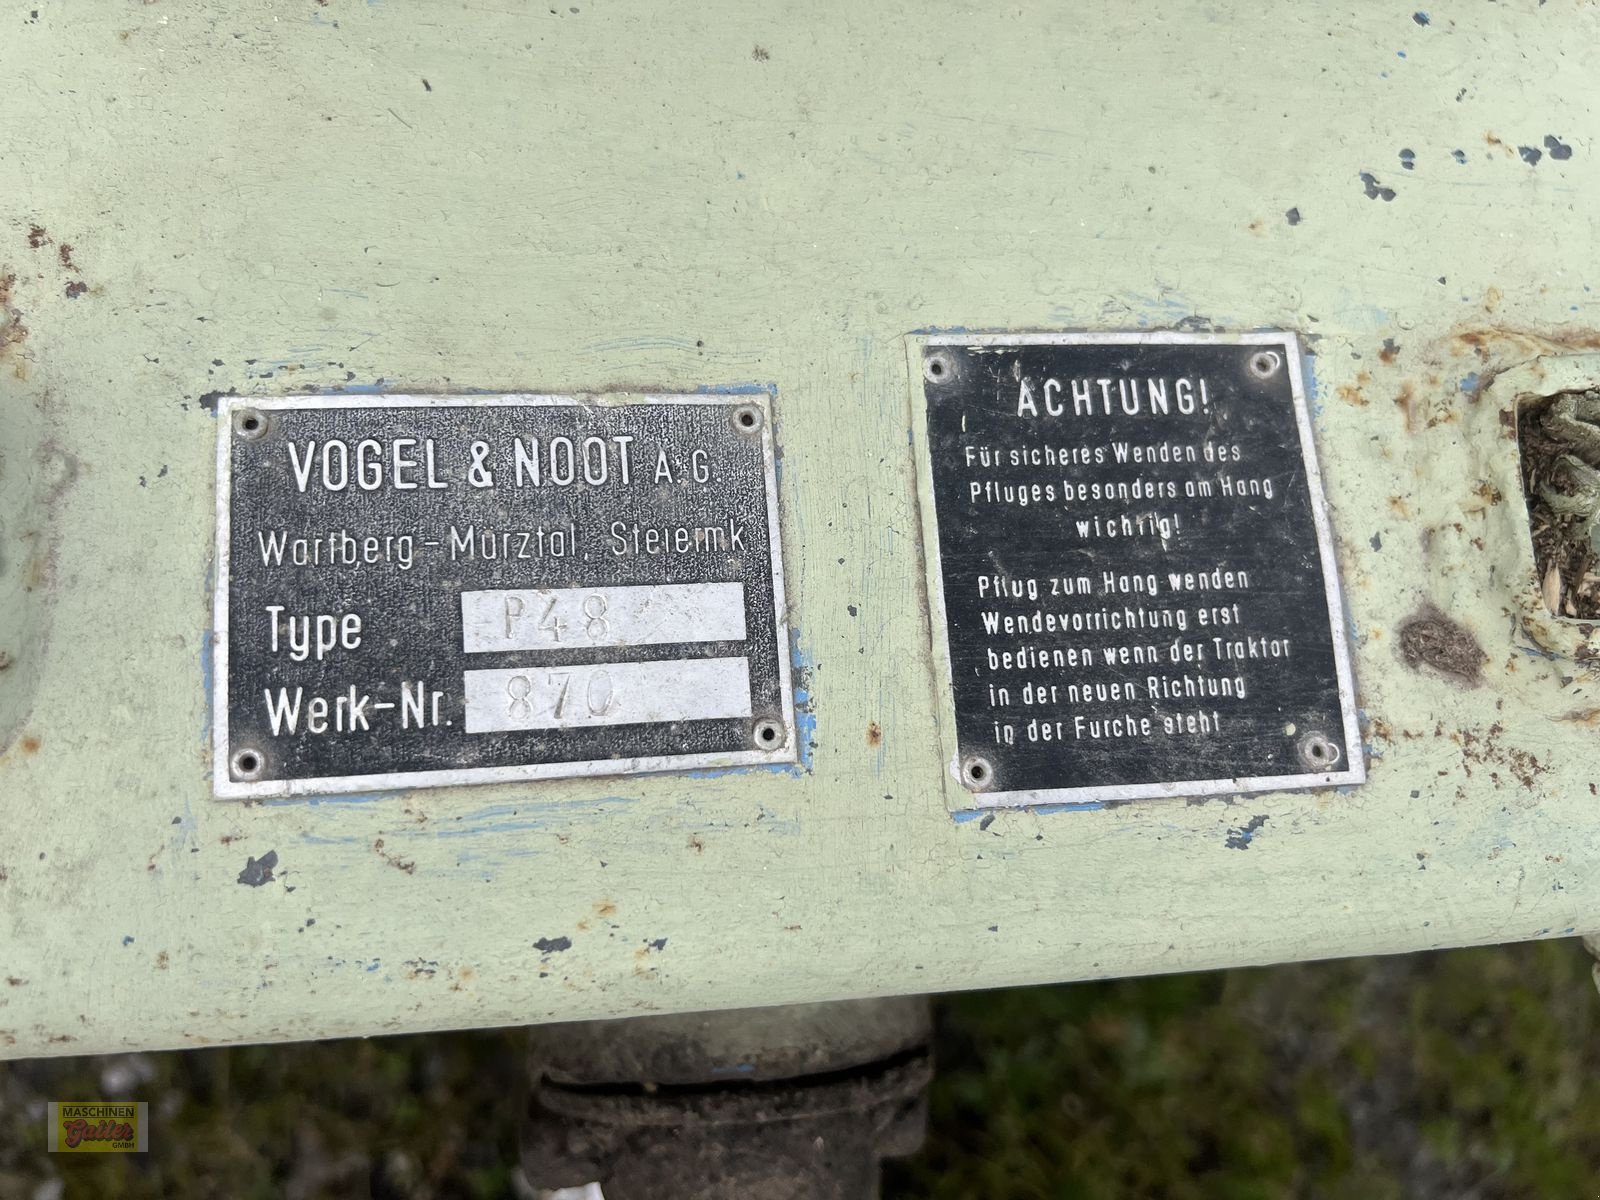 VOGEL & NOOT A.G.
Wartberg-Mürztal, Steiermk
Type P48
Werk-Nr. 870
ACHTUNG!
Für sicheres Wenden des
Pfluges besonders am Hang
wichtig!
Pflug zum Hang wenden
Wendevorrichtung erst
bedienen wenn der Traktor
in der neuen Richtung
in der Furche steht
MASCHINEN
Gailer
GMBH